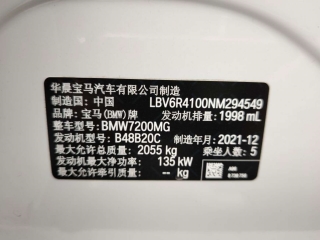 华晨宝马汽车有限公司制造
制造国：中国 LBV6R4100NM294549
品牌：宝马(BMW)牌 发动机排量：1998 mL
整车型号：BMW7200MG
发动机型号：B48B20C 制造年月：2021-12
最大允许总质量：2055 kg 乘坐人数：5
发动机最大净功率：135 kW
最大允许牵引质量：-- kg